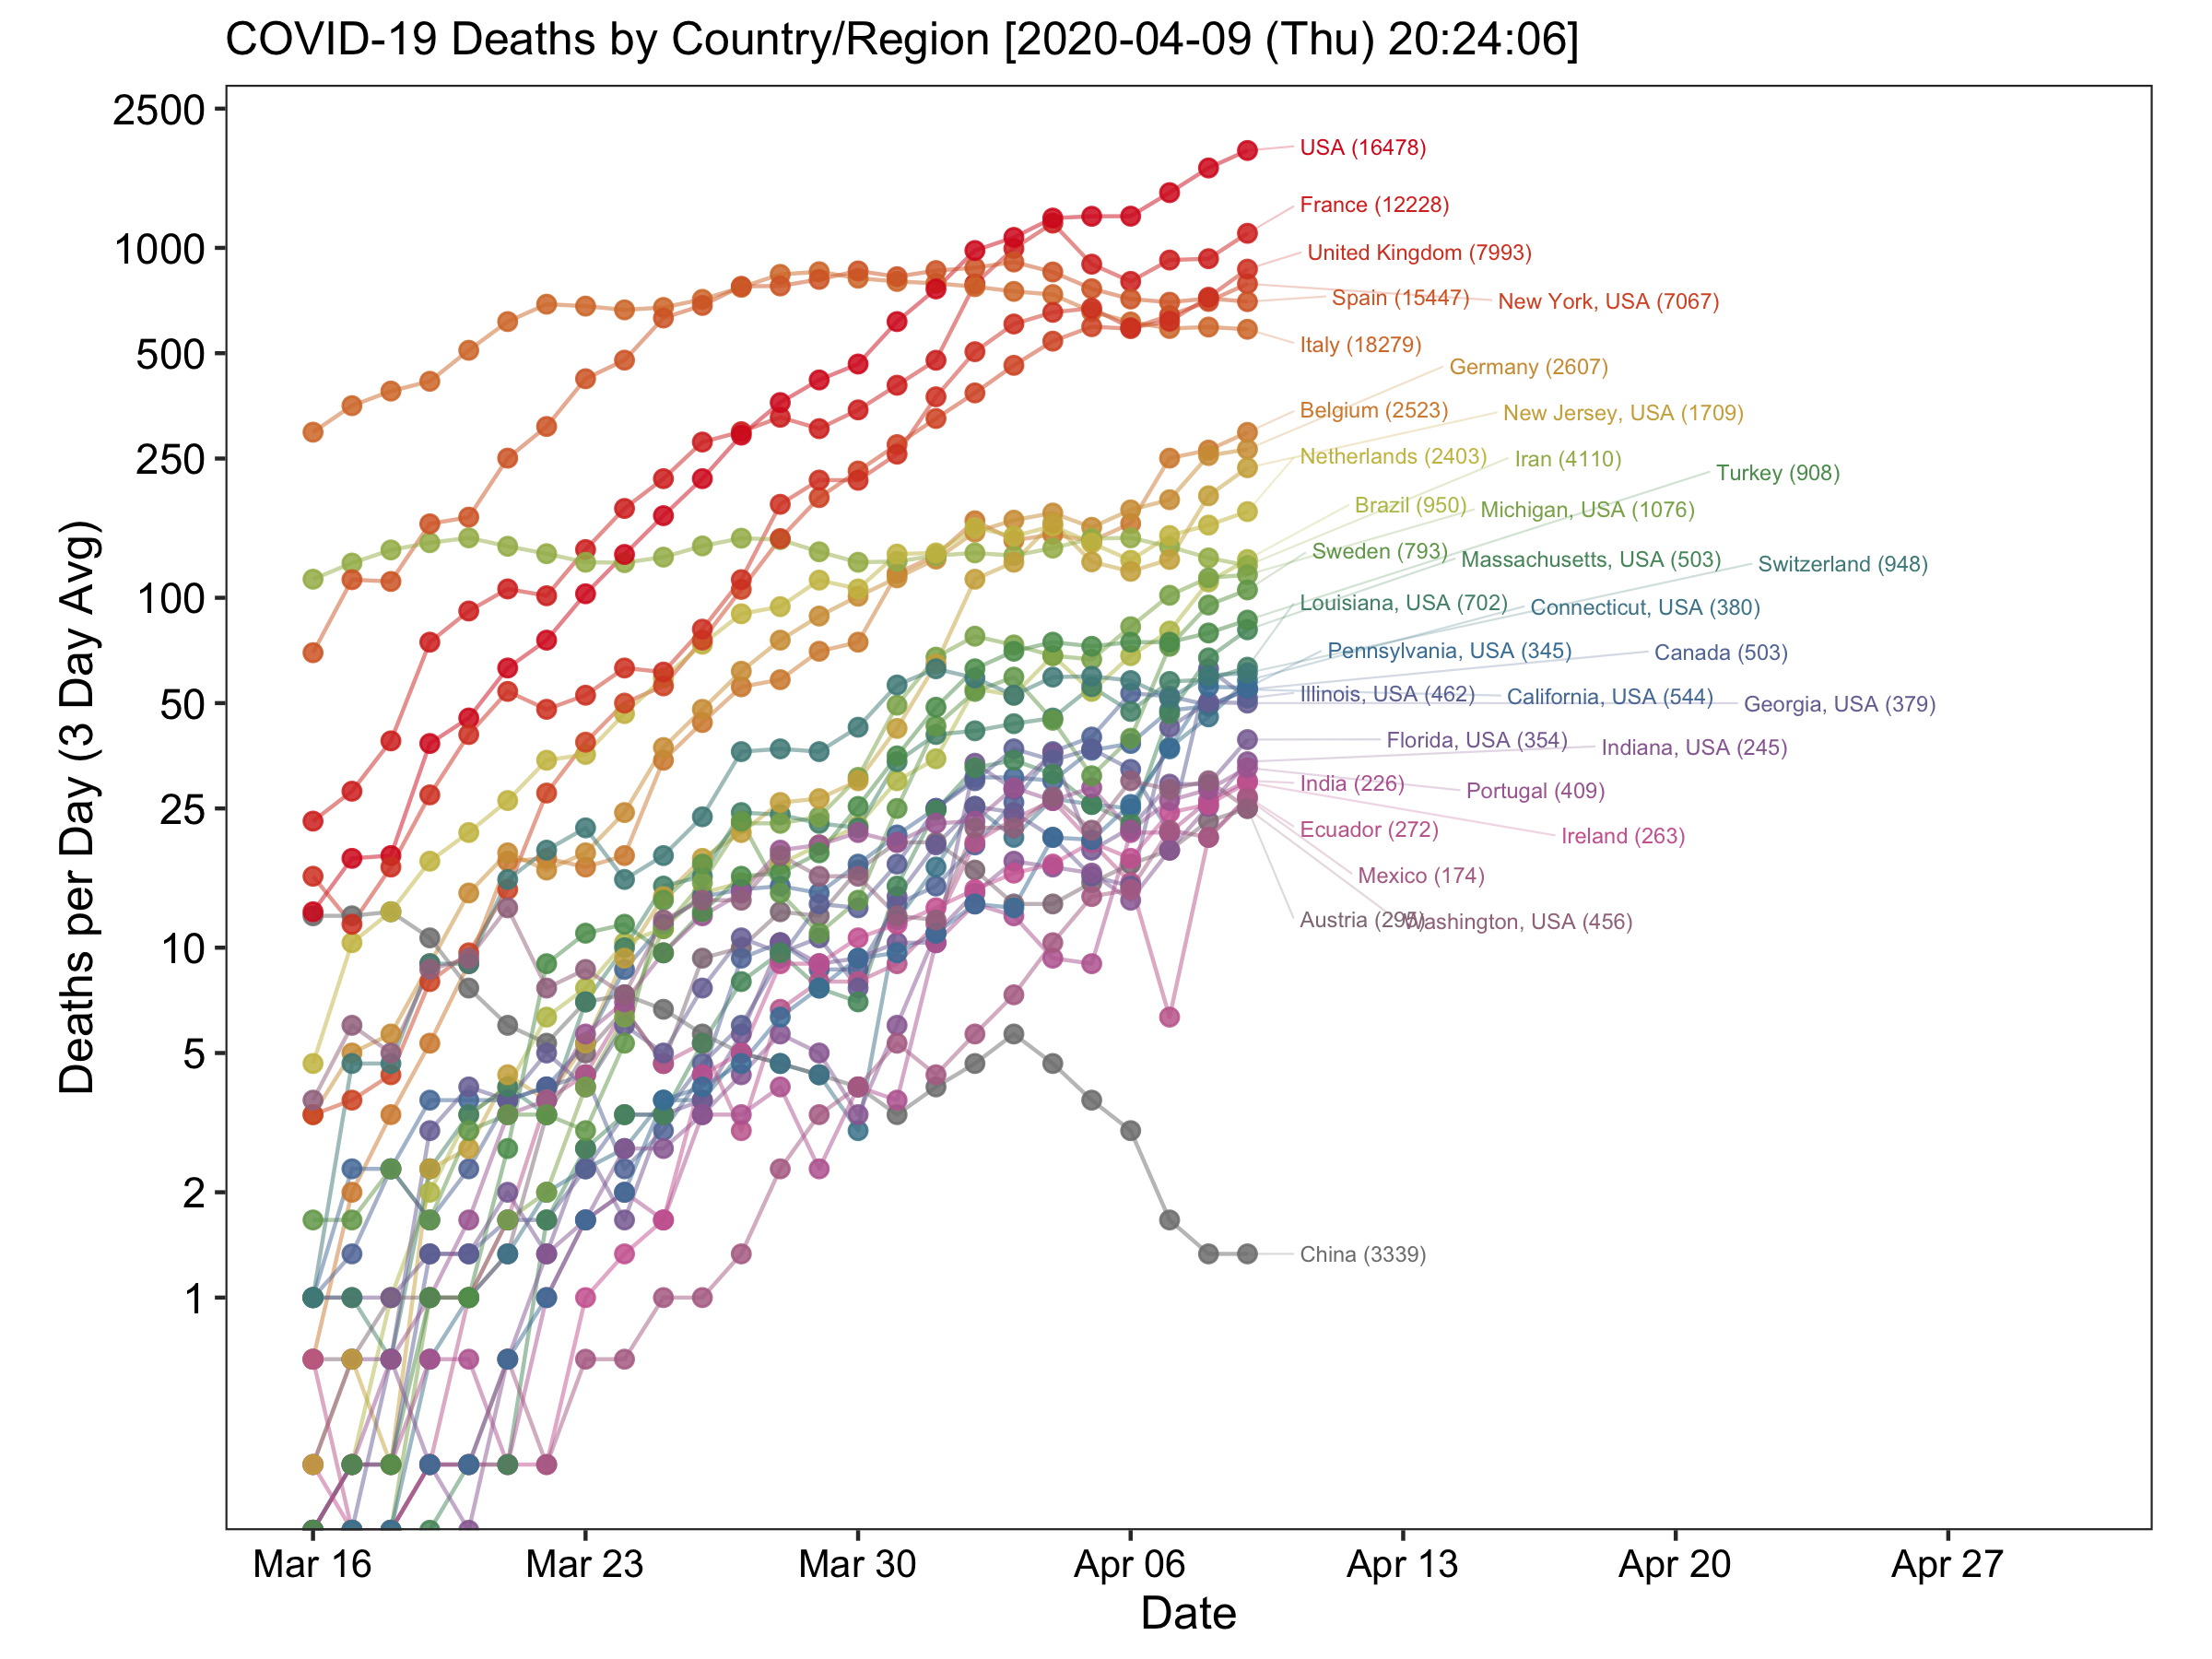 COVID-19 Deaths by Country/Region [2020-04-09 (Thu) 20:24:06]
Deaths per Day (3 Day Avg)
2500
1000
500
250
100
50
25
10
5
2
1
USA (16478)
France (12228)
United Kingdom (7993)
Spain (15447)
New York, USA (7067)
Italy (18279)
Germany (2607)
Belgium (2523)
New Jersey, USA (1709)
Netherlands (2403)
Iran (4110)
Turkey (908)
Brazil (950)
Michigan, USA (1076)
Sweden (793)
Massachusetts, USA (503)
Switzerland (948)
Louisiana, USA (702)
Connecticut, USA (380)
Pennsylvania, USA (345)
Canada (503)
Illinois, USA (462)
California, USA (544)
Georgia, USA (379)
Florida, USA (354)
Indiana, USA (245)
India (226)
Portugal (409)
Ecuador (272)
Ireland (263)
Mexico (174)
Austria (295)
Washington, USA (456)
China (3339)
Mar 16
Mar 23
Mar 30
Apr 06
Apr 13
Apr 20
Apr 27
Date